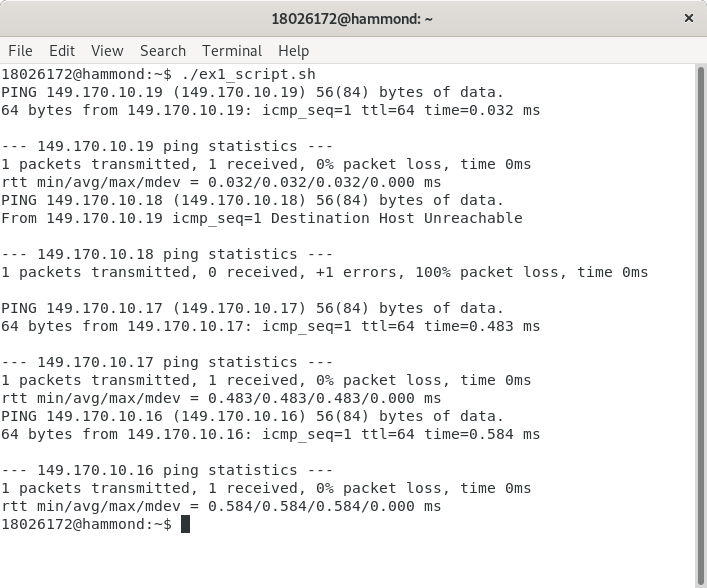 18026172@hammond: ~
×
File Edit View Search Terminal Help
18026172@hammond:~$ ./ex1_script.sh
PING 149.170.10.19 (149.170.10.19) 56(84) bytes of data.
64 bytes from 149.170.10.19: icmp_seq=1 ttl=64 time=0.032 ms
--- 149.170.10.19 ping statistics ---
1 packets transmitted, 1 received, 0% packet loss, time 0ms
rtt min/avg/max/mdev = 0.032/0.032/0.032/0.000 ms
PING 149.170.10.18 (149.170.10.18) 56(84) bytes of data.
From 149.170.10.19 icmp_seq=1 Destination Host Unreachable
--- 149.170.10.18 ping statistics ---
1 packets transmitted, 0 received, +1 errors, 100% packet loss, time 0ms
PING 149.170.10.17 (149.170.10.17) 56(84) bytes of data.
64 bytes from 149.170.10.17: icmp_seq=1 ttl=64 time=0.483 ms
--- 149.170.10.17 ping statistics ---
1 packets transmitted, 1 received, 0% packet loss, time 0ms
rtt min/avg/max/mdev = 0.483/0.483/0.483/0.000 ms
PING 149.170.10.16 (149.170.10.16) 56(84) bytes of data.
64 bytes from 149.170.10.16: icmp_seq=1 ttl=64 time=0.584 ms
--- 149.170.10.16 ping statistics ---
1 packets transmitted, 1 received, 0% packet loss, time 0ms
rtt min/avg/max/mdev = 0.584/0.584/0.584/0.000 ms
18026172@hammond:~$